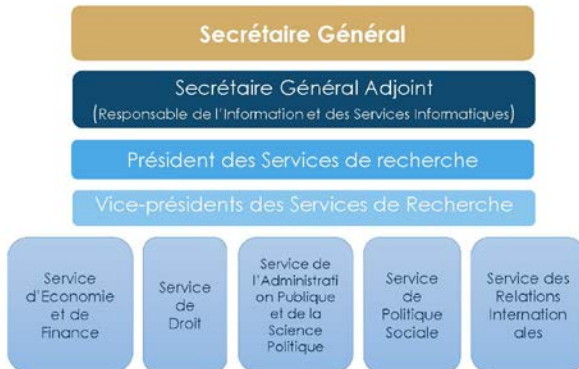 Secrétaire Général
Secrétaire Général Adjoint
(Responsable de l'Information et des Services Informatiques)
Président des Services de recherche
Vice-présidents des Services de Recherche
Service
d'Economie
et de
Finance
Service
de
Droit
Service de
l'Administrati
on Publique
et de la
Science
Politique
Service
de
Politique
Sociale
Service des
Relations
Internation
ales